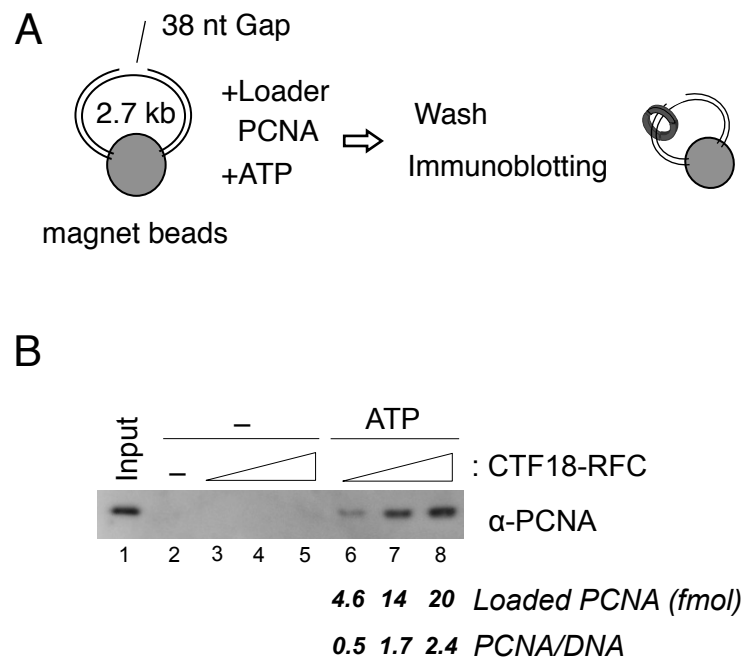 A
38 nt Gap
2.7 kb
+Loader
PCNA
+ATP
Wash
Immunoblotting
magnet beads
B
Input
–
ATP
–
: CTF18-RFC
α-PCNA
1 2 3 4 5 6 7 8
4.6 14 20 Loaded PCNA (fmol)
0.5 1.7 2.4 PCNA/DNA